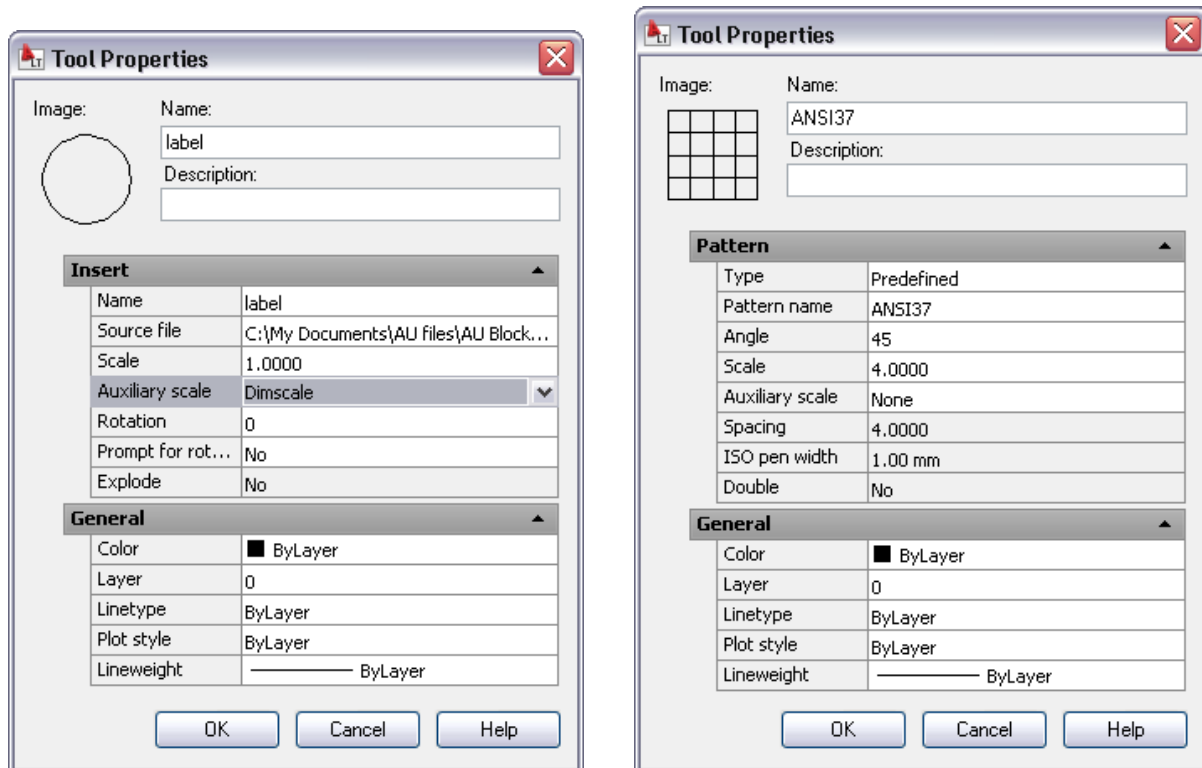 Tool Properties
Image:
Name:
label
Description:
Insert
Name label
Source file C:\My Documents\AU files\AU Block...
Scale 1.0000
Auxiliary scale Dimscale
Rotation 0
Prompt for rot... No
Explode No
General
Color ByLayer
Layer 0
Linetype ByLayer
Plot style ByLayer
Lineweight ByLayer
OK Cancel Help
LT Tool Properties
Image:
Name:
ANSI37
Description:
Pattern
Type Predefined
Pattern name ANSI37
Angle 45
Scale 4.0000
Auxiliary scale None
Spacing 4.0000
ISO pen width 1.00 mm
Double No
General
Color ByLayer
Layer 0
Linetype ByLayer
Plot style ByLayer
Lineweight ByLayer
OK Cancel Help